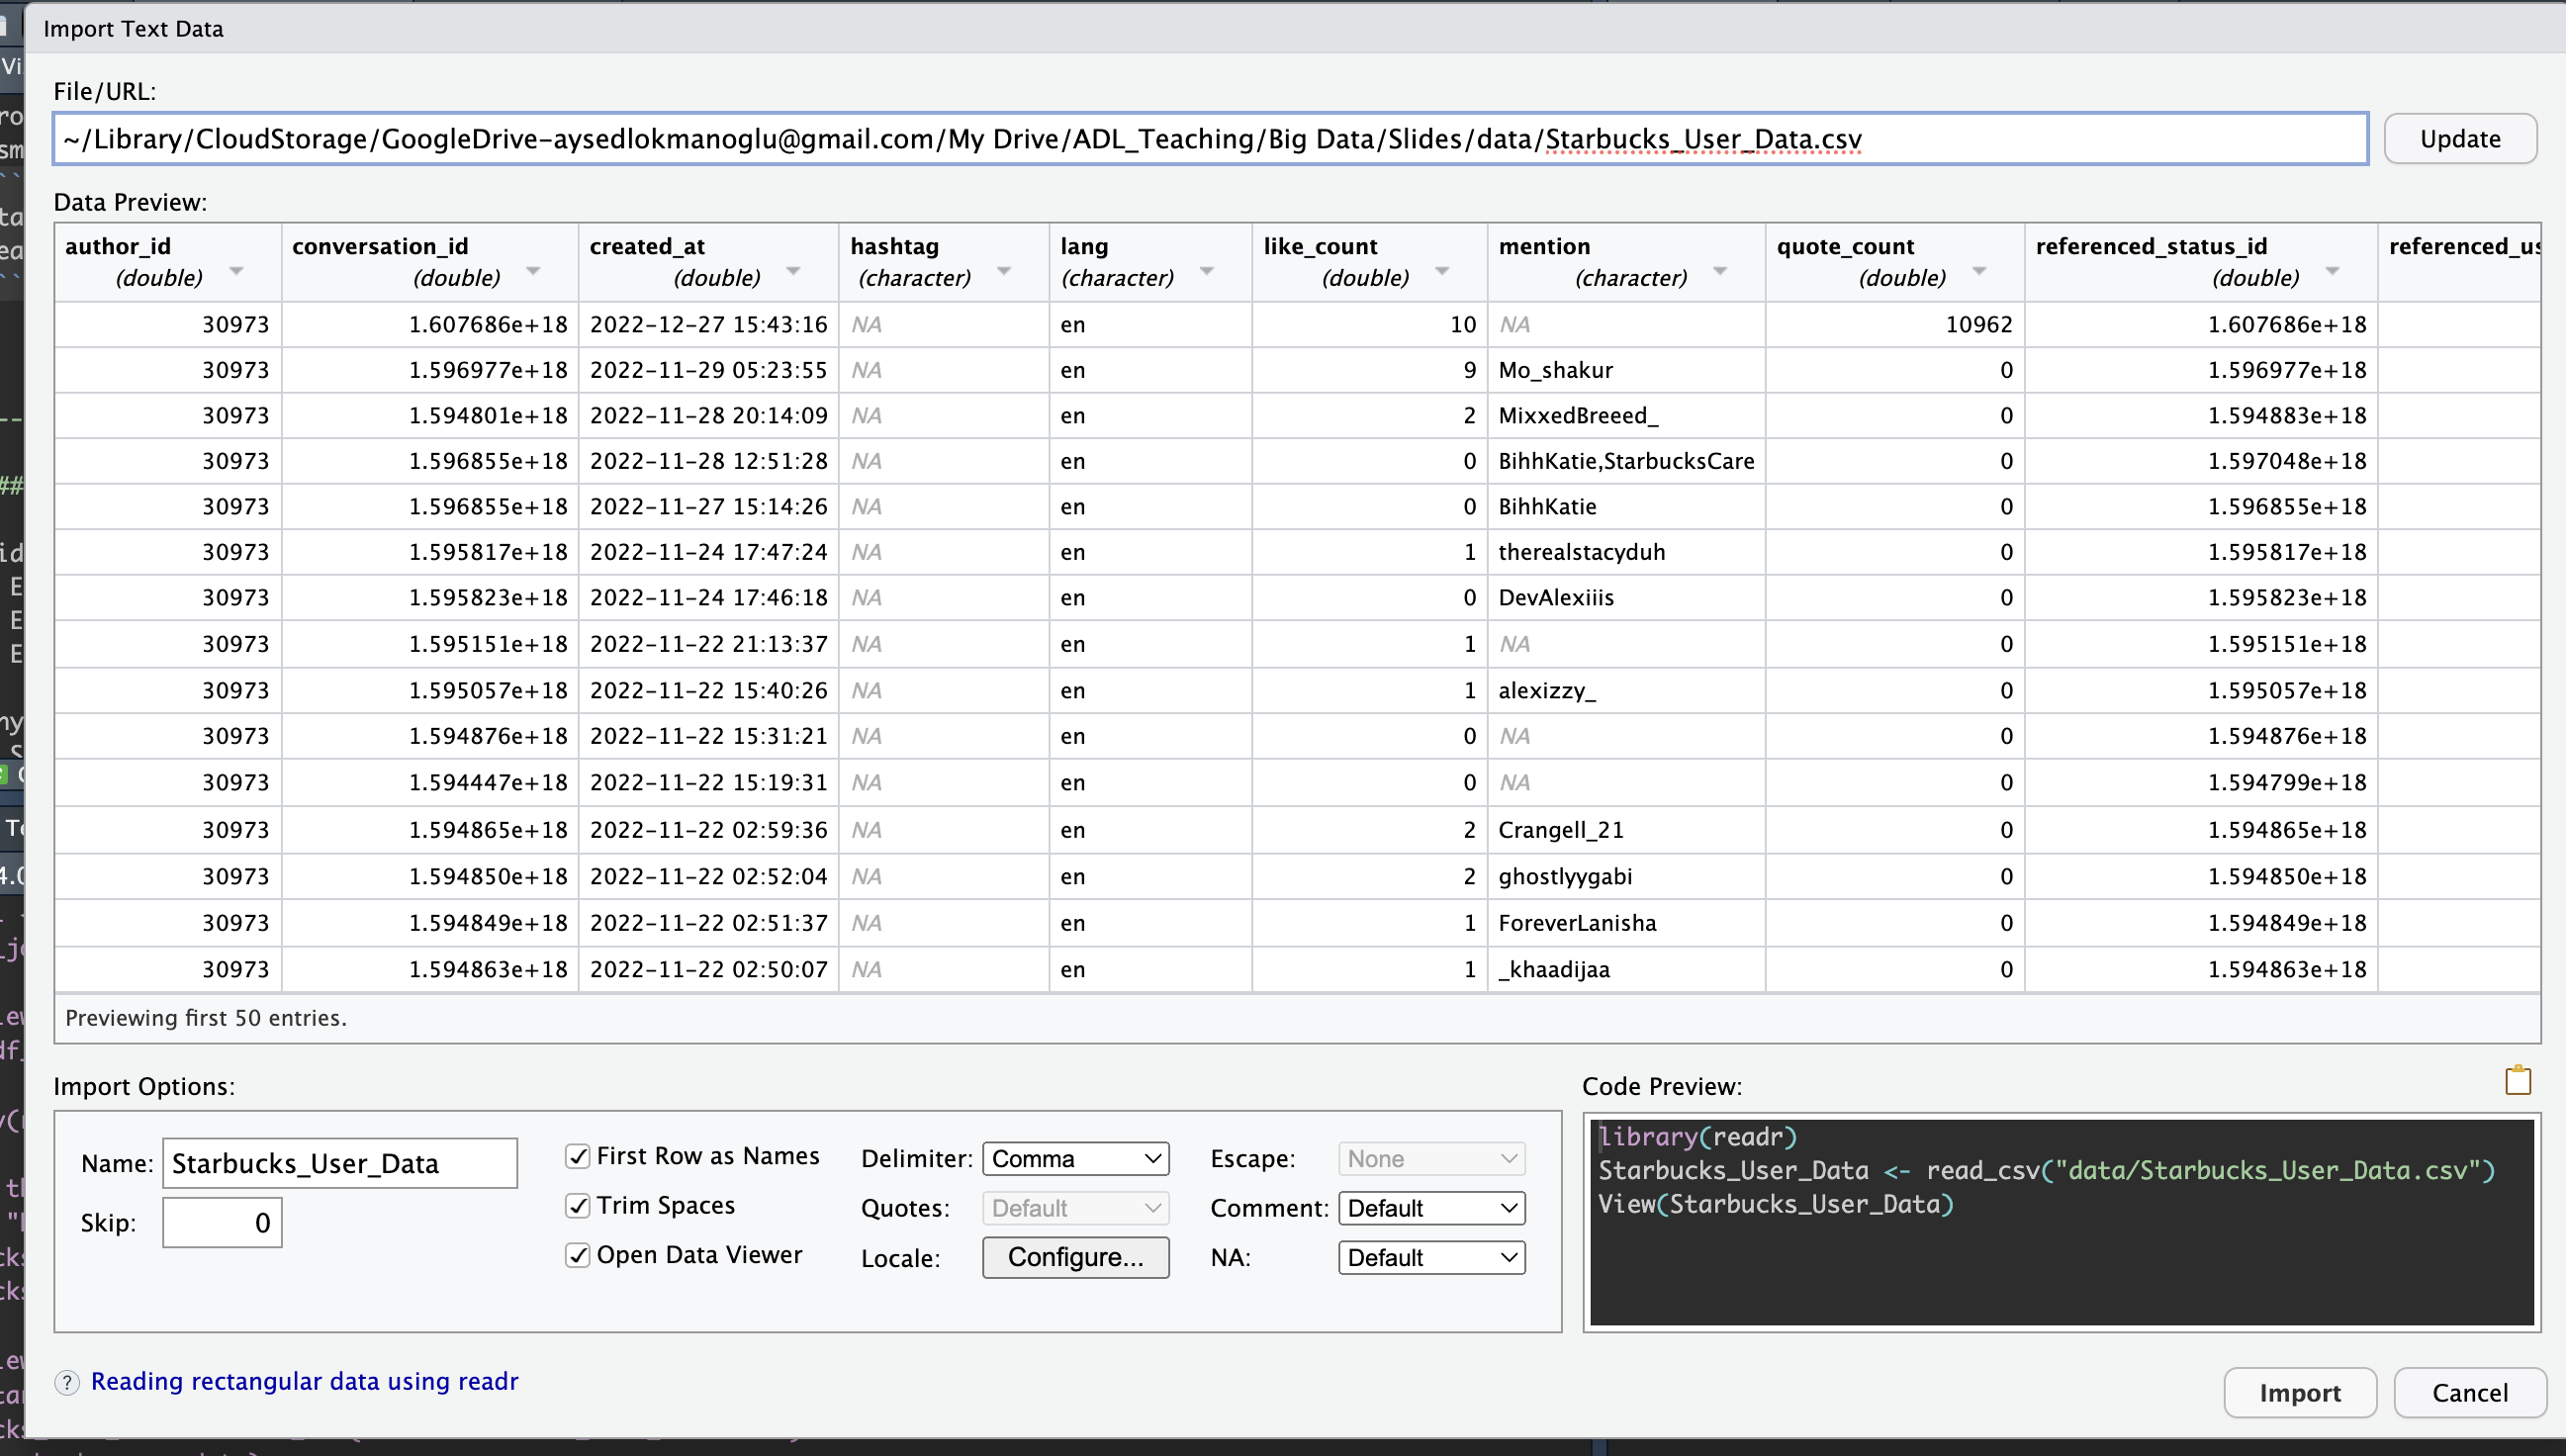 Import Text Data
File/URL:
~/Library/CloudStorage/GoogleDrive-aysedlokmanoglu@gmail.com/My Drive/ADL_Teaching/Big Data/Slides/data/Starbucks_User_Data.csv Update
Data Preview:
author_id conversation_id created_at hashtag lang like_count mention quote_count referenced_status_id referenced_us
(double) (double) (double) (character) (character) (double) (character) (double) (double)
30973 1.607686e+18 2022-12-27 15:43:16 NA en 10 NA 10962 1.607686e+18
30973 1.596977e+18 2022-11-29 05:23:55 NA en 9 Mo_shakur 0 1.596977e+18
30973 1.594801e+18 2022-11-28 20:14:09 NA en 2 MixxedBreeed_ 0 1.594883e+18
30973 1.596855e+18 2022-11-28 12:51:28 NA en 0 BihhKatie,StarbucksCare 0 1.597048e+18
30973 1.596855e+18 2022-11-27 15:14:26 NA en 0 BihhKatie 0 1.596855e+18
30973 1.595817e+18 2022-11-24 17:47:24 NA en 1 therealstacyduh 0 1.595817e+18
30973 1.595823e+18 2022-11-24 17:46:18 NA en 0 DevAlexiiis 0 1.595823e+18
30973 1.595151e+18 2022-11-22 21:13:37 NA en 1 NA 0 1.595151e+18
30973 1.595057e+18 2022-11-22 15:40:26 NA en 1 alexizzy_ 0 1.595057e+18
30973 1.594876e+18 2022-11-22 15:31:21 NA en 0 NA 0 1.594876e+18
30973 1.594447e+18 2022-11-22 15:19:31 NA en 0 NA 0 1.594799e+18
30973 1.594865e+18 2022-11-22 02:59:36 NA en 2 Crangell_21 0 1.594865e+18
30973 1.594850e+18 2022-11-22 02:52:04 NA en 2 ghostlyygabi 0 1.594850e+18
30973 1.594849e+18 2022-11-22 02:51:37 NA en 1 ForeverLanisha 0 1.594849e+18
30973 1.594863e+18 2022-11-22 02:50:07 NA en 1 _khaadijaa 0 1.594863e+18
Previewing first 50 entries.
Import Options:
Name: Starbucks_User_Data
Skip: 0
First Row as Names
Trim Spaces
Open Data Viewer
Delimiter: Comma
Quotes: Default
Locale: Configure...
Escape: None
Comment: Default
NA: Default
Code Preview:
library(readr)
Starbucks_User_Data <- read_csv("data/Starbucks_User_Data.csv")
View(Starbucks_User_Data)
? Reading rectangular data using readr
Import Cancel